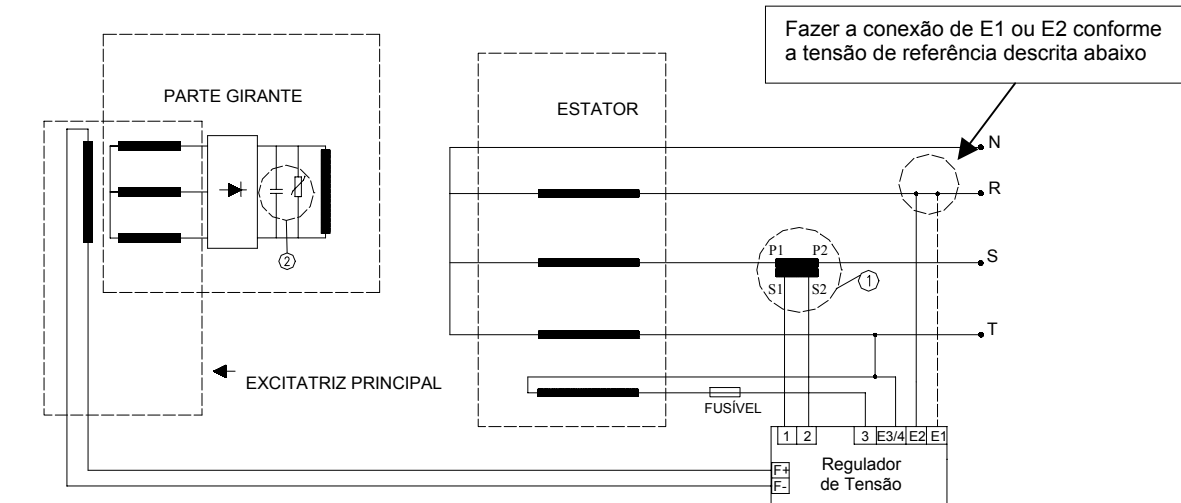 Fazer a conexão de E1 ou E2 conforme
a tensão de referência descrita abaixo
PARTE GIRANTE
ESTATOR
N
R
P1 P2
S
S1 S2
1
2
T
EXCITATRIZ PRINCIPAL
FUSÍVEL
1 2 3 E3/4 E2 E1
F+
F-
Regulador
de Tensão